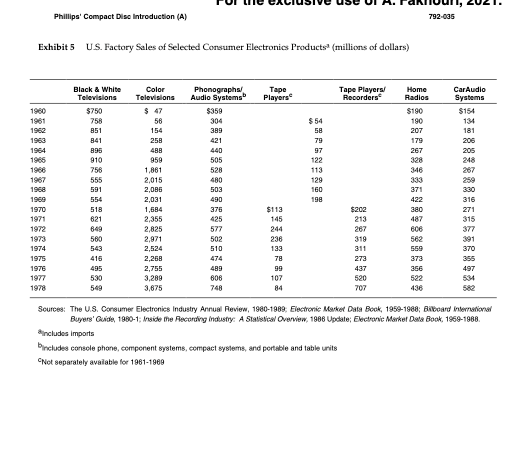 For the exclusive use of A. Fakhouri, 2021.
Phillips' Compact Disc Introduction (A) 792-035
Exhibit 5 U.S. Factory Sales of Selected Consumer Electronics Productsa (millions of dollars)
Black & White Color Phonographs/ Tape Tape Players/ Home CarAudio
Televisions Televisions Audio Systemsb Playersc Recordersc Radios Systems
1960 $750 $ 47 $359 $190 $154
1961 758 56 304 $ 54 190 134
1962 851 154 389 58 207 181
1963 841 258 421 79 179 206
1964 896 488 440 97 267 205
1965 910 959 505 122 328 248
1966 756 1,861 528 113 346 267
1967 555 2,015 480 129 333 259
1968 591 2,086 503 160 371 330
1969 554 2,031 490 198 422 316
1970 518 1,684 376 $113 $202 380 271
1971 621 2,355 425 145 213 487 315
1972 649 2,825 577 244 267 606 377
1973 560 2,971 502 236 319 562 391
1974 543 2,524 510 133 311 490 370
1975 416 2,268 474 78 273 373 355
1976 495 2,755 489 99 437 356 497
1977 530 3,289 606 107 520 522 534
1978 549 3,675 748 84 707 436 582
Sources: The U.S. Consumer Electronics Industry Annual Review, 1980-1989; Electronic Market Data Book, 1959-1988; Billboard International
Buyers' Guide, 1980-1; Inside the Recording Industry: A Statistical Overview, 1986 Update; Electronic Market Data Book, 1959-1988.
aIncludes imports
bIncludes console phone, component systems, compact systems, and portable and table units
cNot separately available for 1961-1969